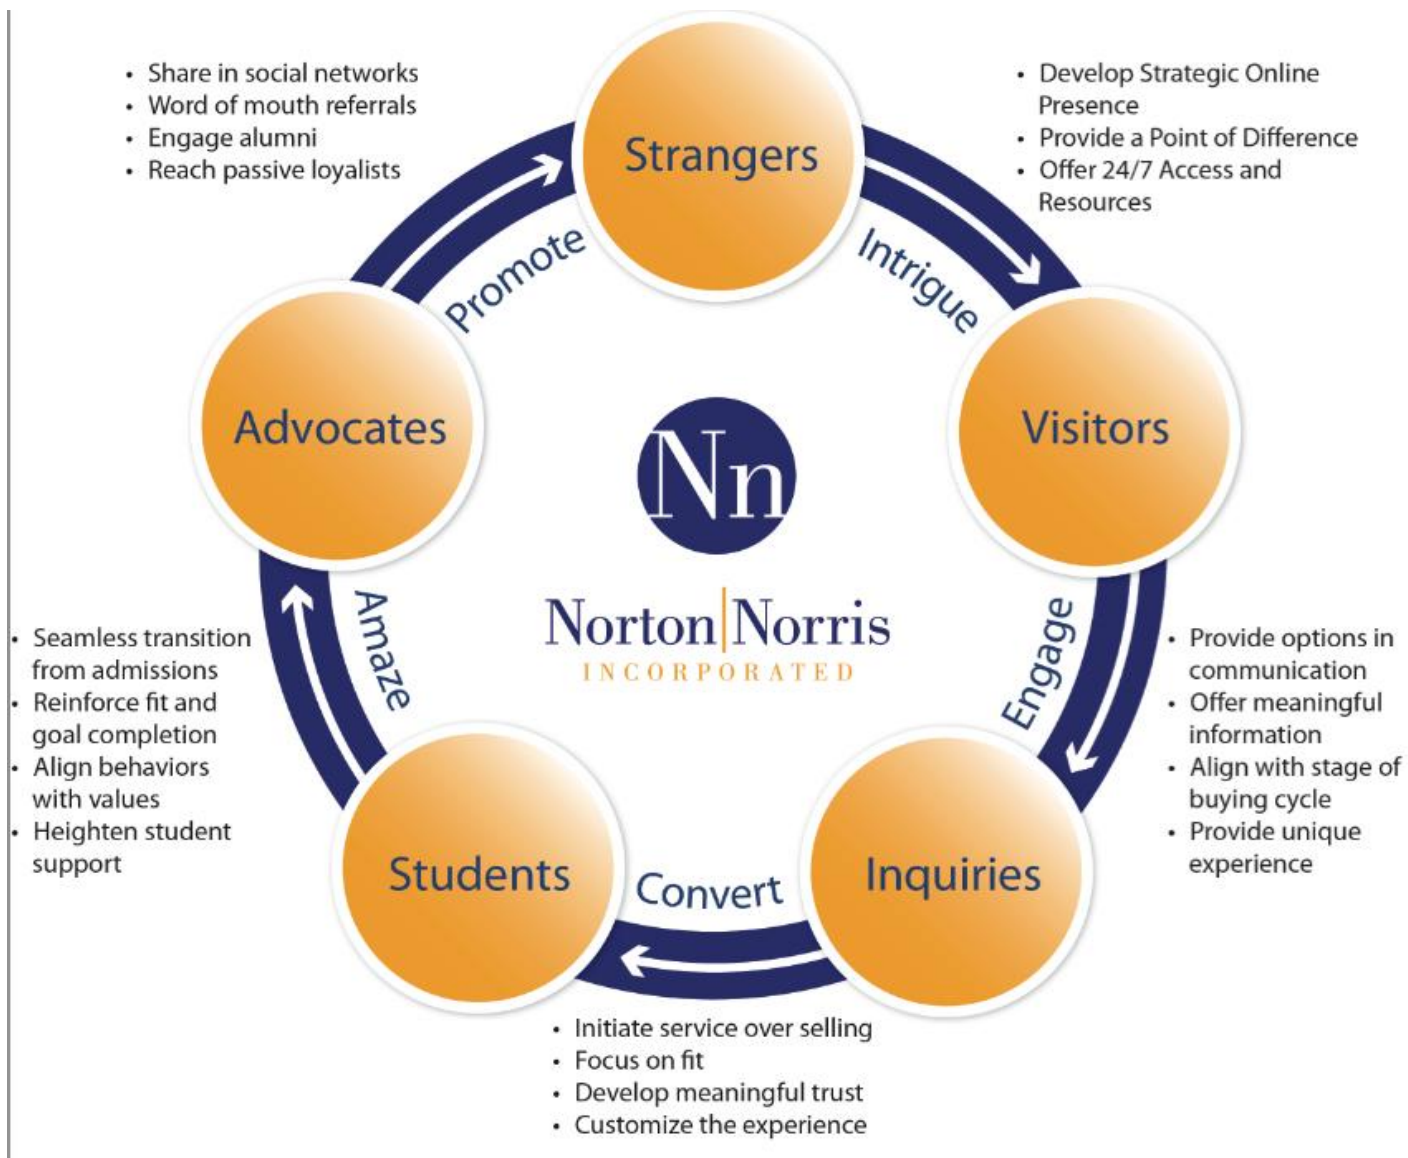 • Share in social networks
• Word of mouth referrals
• Engage alumni
• Reach passive loyalists
Strangers
• Develop Strategic Online
Presence
• Provide a Point of Difference
• Offer 24/7 Access and
Resources
Promote
Intrigue
Advocates
Visitors
Nn
Norton|Norris
INCORPORATED
Amaze
Engage
• Seamless transition
from admissions
• Reinforce fit and
goal completion
• Align behaviors
with values
• Heighten student
support
• Provide options in
communication
• Offer meaningful
information
• Align with stage of
buying cycle
• Provide unique
experience
Students
Convert
Inquiries
• Initiate service over selling
• Focus on fit
• Develop meaningful trust
• Customize the experience